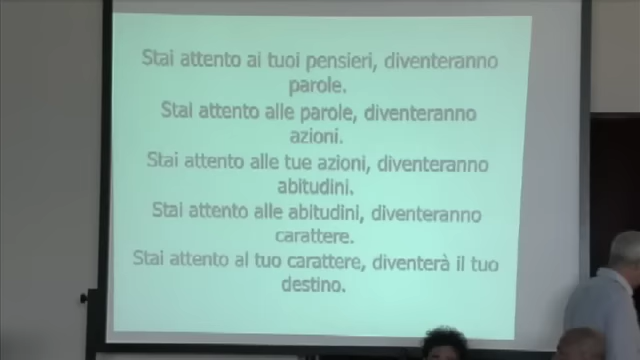 Stai attento ai tuoi pensieri, diventeranno
parole.
Stai attento alle parole, diventeranno
azioni.
Stai attento alle tue azioni, diventeranno
abitudini.
Stai attento alle abitudini, diventeranno
carattere.
Stai attento al tuo carattere, diventerà il tuo
destino.